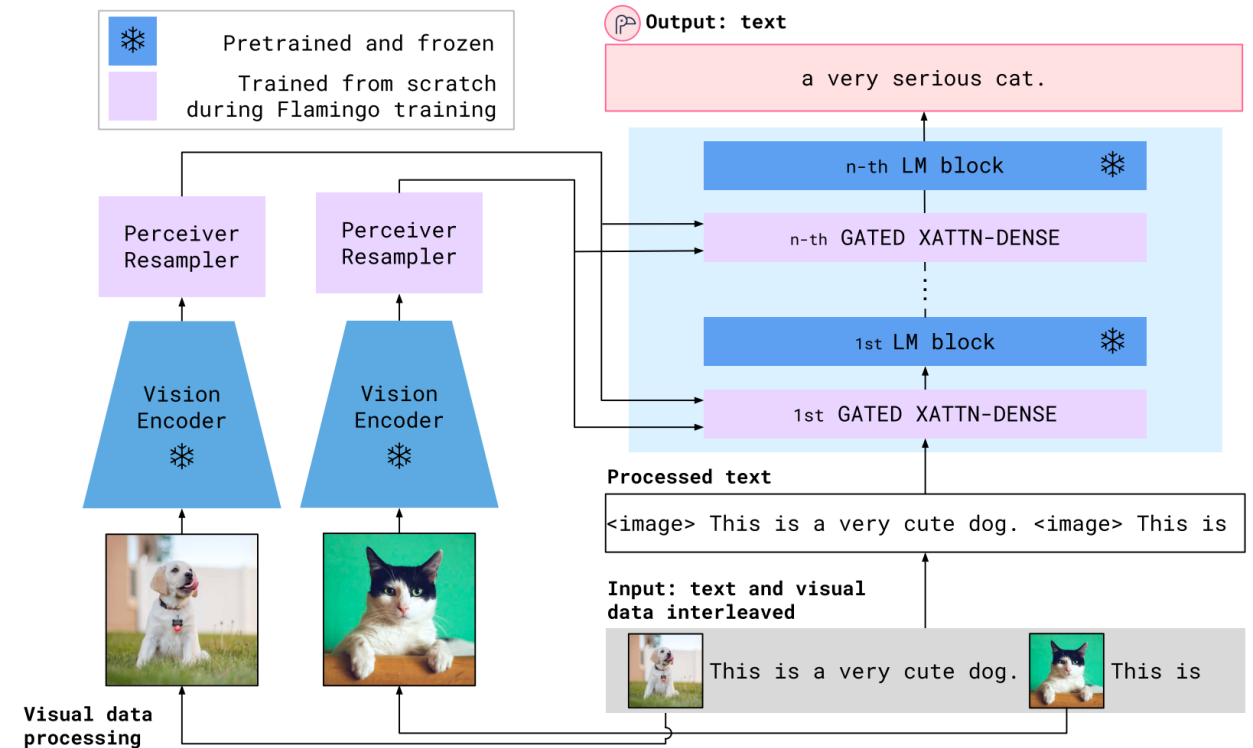 Pretrained and frozen
Trained from scratch
during Flamingo training
Output: text
a very serious cat.
n-th LM block
n-th GATED XATTN-DENSE
1st LM block
1st GATED XATTN-DENSE
Perceiver
Resampler
Perceiver
Resampler
Vision
Encoder
Vision
Encoder
Processed text
<image> This is a very cute dog. <image> This is
Input: text and visual
data interleaved
This is a very cute dog. This is
Visual data
processing